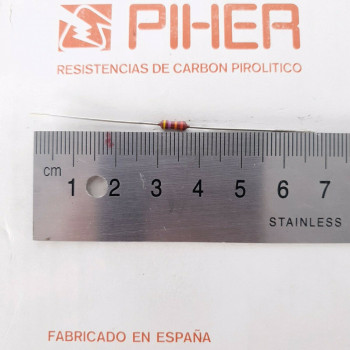 PIHER
RESISTENCIAS DE CARBON PIROLITICO
cm 1 2 3 4 5 6 7
STAINLESS
FABRICADO EN ESPAÑA